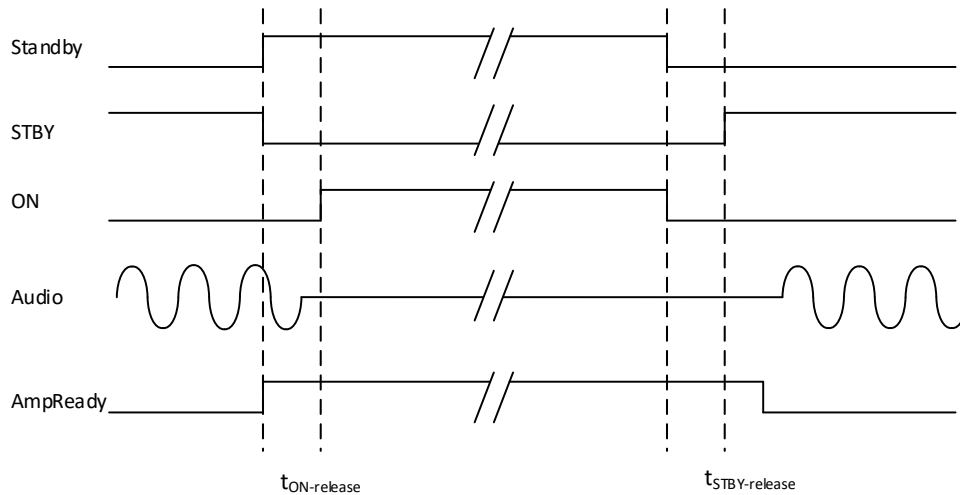 Standby
STBY
ON
Audio
AmpReady
tON-release
tSTBY-release